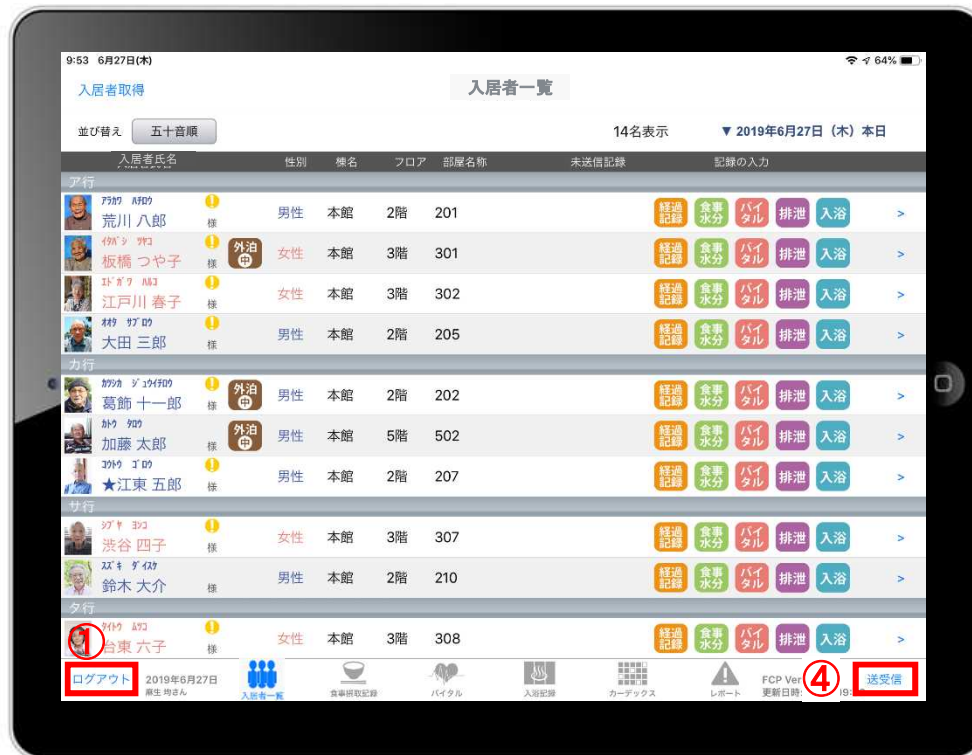 9:53 6月27日(木) 64%
入居者取得 入居者一覧
並び替え 五十音順 14名表示 ▼ 2019年6月27日（木）本日
入居者氏名 性別 棟名 フロア 部屋名称 未送信記録 記録の入力
ア行
ｱﾗｶﾜ ﾊﾁﾛｳ
荒川 八郎 様 男性 本館 2階 201 経過記録 食事水分 バイタル 排泄 入浴 >
ｲﾀﾊﾞｼ ﾂﾔｺ
板橋 つや子 様 外泊中 女性 本館 3階 301 経過記録 食事水分 バイタル 排泄 入浴 >
ｴﾄﾞｶﾞﾜ ﾊﾙｺ
江戸川 春子 様 女性 本館 3階 302 経過記録 食事水分 バイタル 排泄 入浴 >
ｵｵﾀ ｻﾌﾞﾛｳ
大田 三郎 様 男性 本館 2階 205 経過記録 食事水分 バイタル 排泄 入浴 >
カ行
ｶﾂｼｶ ｼﾞｭｳｲﾁﾛｳ
葛飾 十一郎 様 外泊中 男性 本館 2階 202 経過記録 食事水分 バイタル 排泄 入浴 >
ｶﾄｳ ﾀﾛｳ
加藤 太郎 様 外泊中 男性 本館 5階 502 経過記録 食事水分 バイタル 排泄 入浴 >
ｺｳﾄｳ ｺﾞﾛｳ
★江東 五郎 様 男性 本館 2階 207 経過記録 食事水分 バイタル 排泄 入浴 >
サ行
ｼﾌﾞﾔ ﾖｼｺ
渋谷 四子 様 女性 本館 3階 307 経過記録 食事水分 バイタル 排泄 入浴 >
ｽｽﾞｷ ﾀﾞｲｽｹ
鈴木 大介 様 男性 本館 2階 210 経過記録 食事水分 バイタル 排泄 入浴 >
タ行
ﾀｲﾄｳ ﾑﾂｺ
① 台東 六子 様 女性 本館 3階 308 経過記録 食事水分 バイタル 排泄 入浴 >
ログアウト 2019年6月27日 麻生 均さん 入居者一覧 食事摂取記録 バイタル 入浴記録 カーデックス レポート FCP Ver 更新日時: ④ 送受信